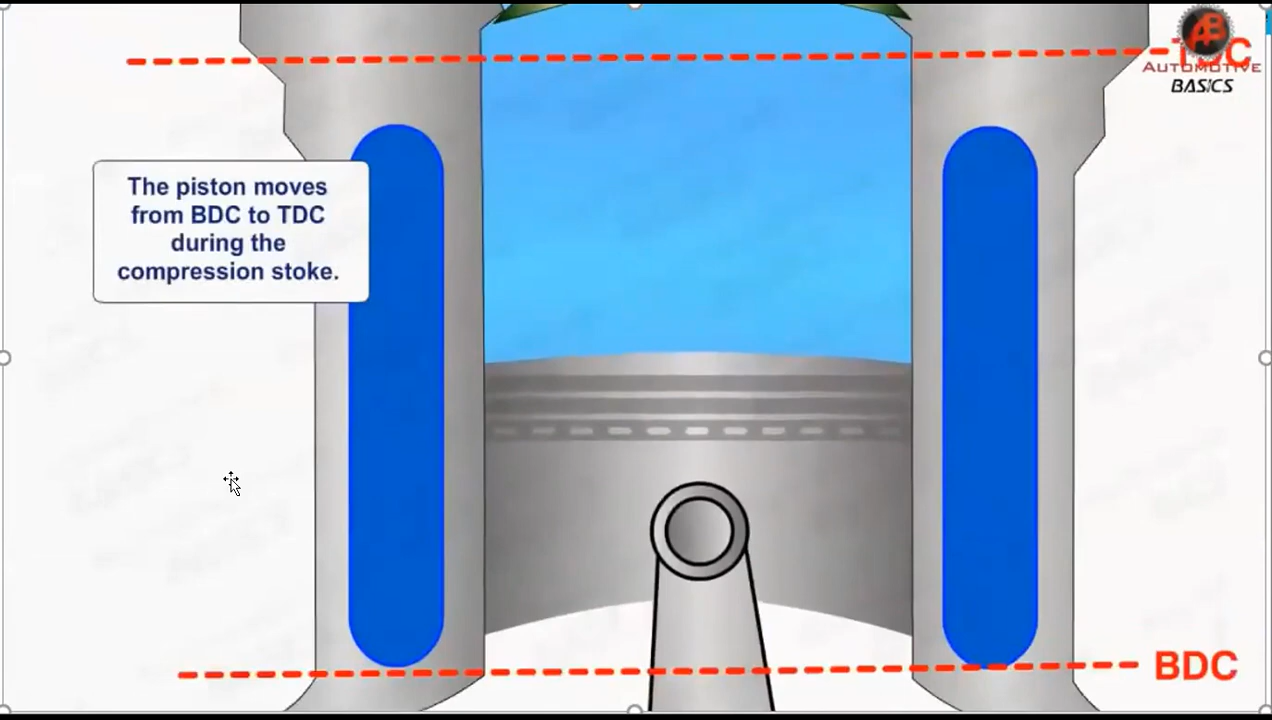 TDC
AUTOMOTIVE
BASICS
The piston moves
from BDC to TDC
during the
compression stoke.
BDC